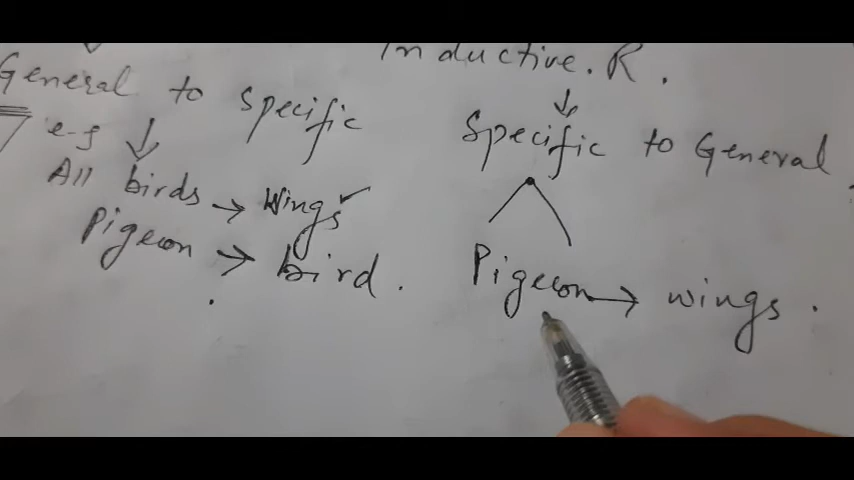 General to specific
e-g
All birds → Wings ✓
Pigeon → bird.
Inductive. R.
Specific to General
Pigeon → wings.